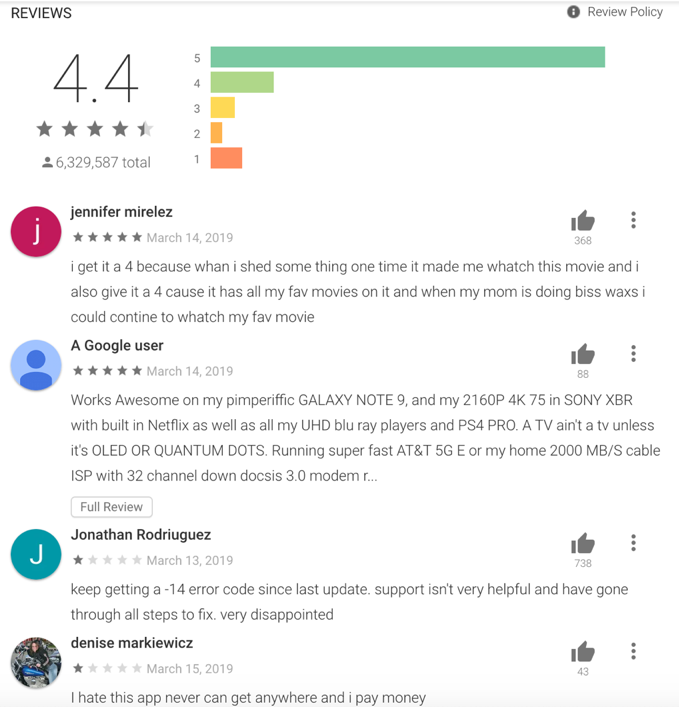 REVIEWS
Review Policy
4.4
6,329,587 total
5
4
3
2
1
j
jennifer mirelez
March 14, 2019
368
i get it a 4 because whan i shed some thing one time it made me whatch this movie and i
also give it a 4 cause it has all my fav movies on it and when my mom is doing biss waxs i
could contine to whatch my fav movie
A Google user
March 14, 2019
88
Works Awesome on my pimperiffic GALAXY NOTE 9, and my 2160P 4K 75 in SONY XBR
with built in Netflix as well as all my UHD blu ray players and PS4 PRO. A TV ain't a tv unless
it's OLED OR QUANTUM DOTS. Running super fast AT&T 5G E or my home 2000 MB/S cable
ISP with 32 channel down docsis 3.0 modem r...
Full Review
J
Jonathan Rodriuguez
March 13, 2019
738
keep getting a -14 error code since last update. support isn't very helpful and have gone
through all steps to fix. very disappointed
denise markiewicz
March 15, 2019
43
I hate this app never can get anywhere and i pay money